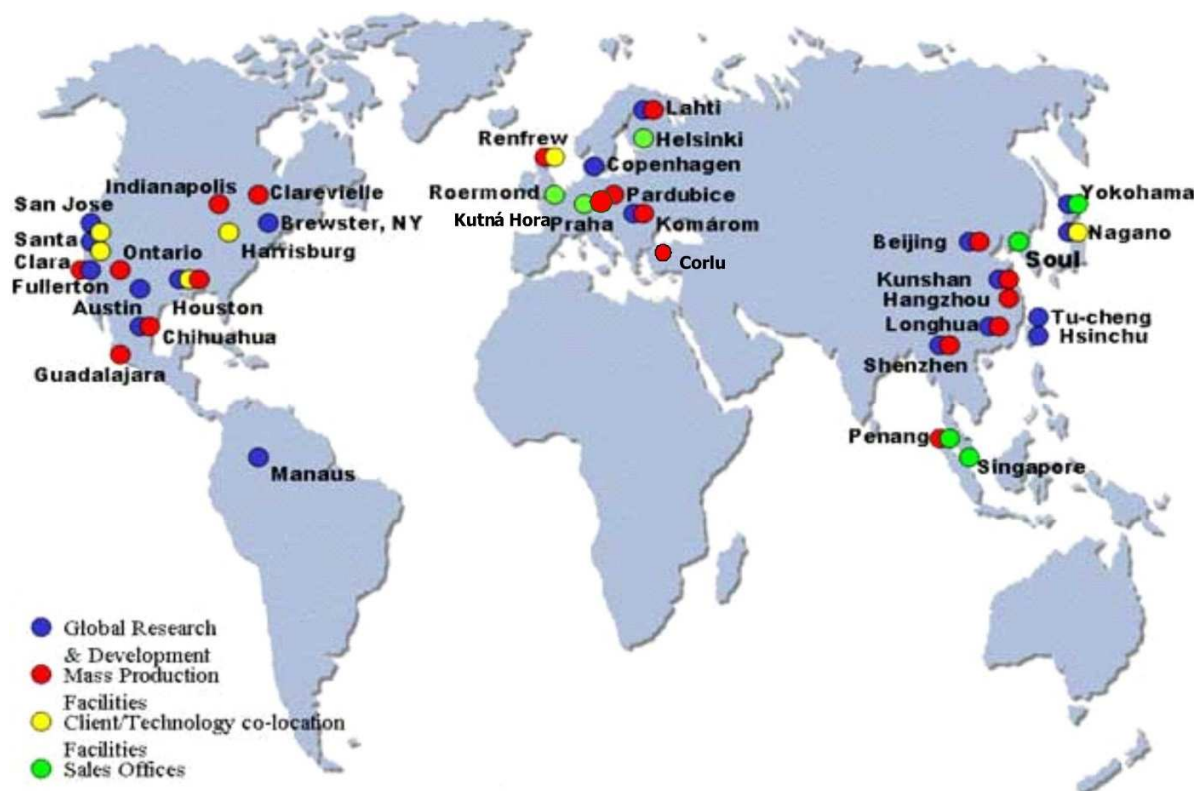 Lahti
Renfrew
Helsinki
Copenhagen
Indianapolis
Clarevielle
Roermond
Pardubice
Yokohama
San Jose
Brewster, NY
Kutná Hora
Praha
Komárom
Nagano
Santa
Clara
Ontario
Harrisburg
Beijing
Soul
Corlu
Fullerton
Kunshan
Hangzhou
Austin
Houston
Longhua
Tu-cheng
Hsinchu
Chihuahua
Shenzhen
Guadalajara
Penang
Singapore
Manaus
Global Research
& Development
Mass Production
Facilities
Client/Technology co-location
Facilities
Sales Offices